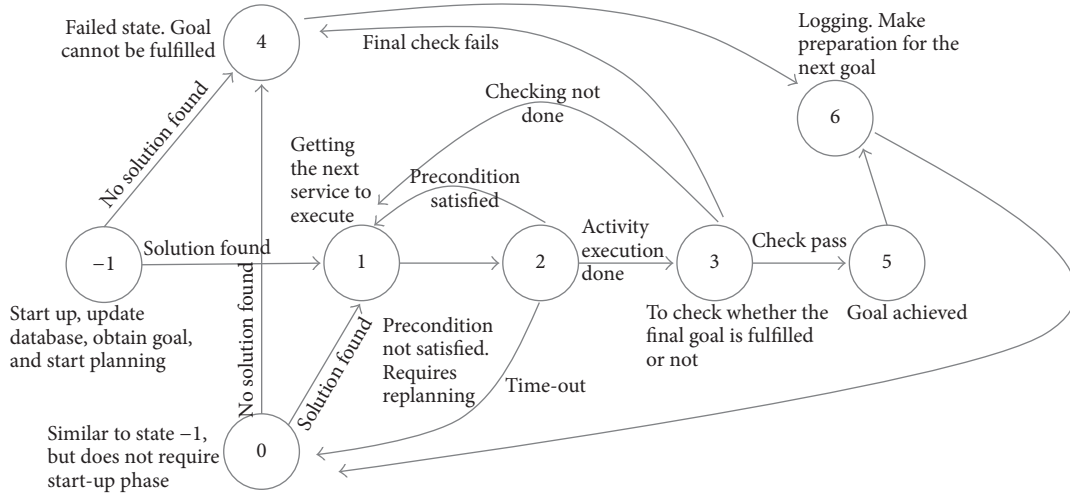 Failed state. Goal
cannot be fulfilled
4
Final check fails
Logging. Make
preparation for the
next goal
6
No solution found
Checking not
done
Getting
the next
service to
execute
Precondition
satisfied
−1
Solution found
1
2
Activity
execution
done
3
Check pass
5
Start up, update
database, obtain goal,
and start planning
No solution found
Solution found
Precondition
not satisfied.
Requires
replanning
Time-out
To check whether the
final goal is fulfilled
or not
Goal achieved
Similar to state −1,
but does not require
start-up phase
0